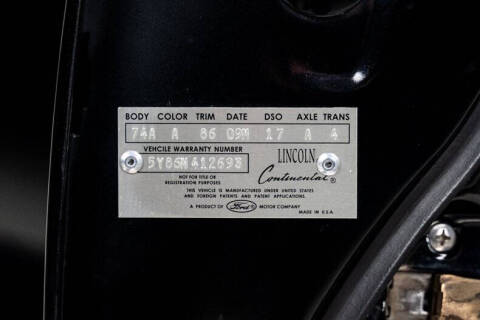 BODY COLOR TRIM DATE DSO AXLE TRANS
74A A 86 09M 17 A 4
VEHCILE WARRANTY NUMBER
5Y86N412693
LINCOLN
Continental
NOT FOR TITLE OR
REGISTRATION PURPOSES
THIS VEHICLE IS MANUFACTURED UNDER UNITED STATES
AND FOREIGN PATENTS AND PATENT APPLICATIONS.
A PRODUCT OF Ford MOTOR COMPANY
MADE IN U.S.A.